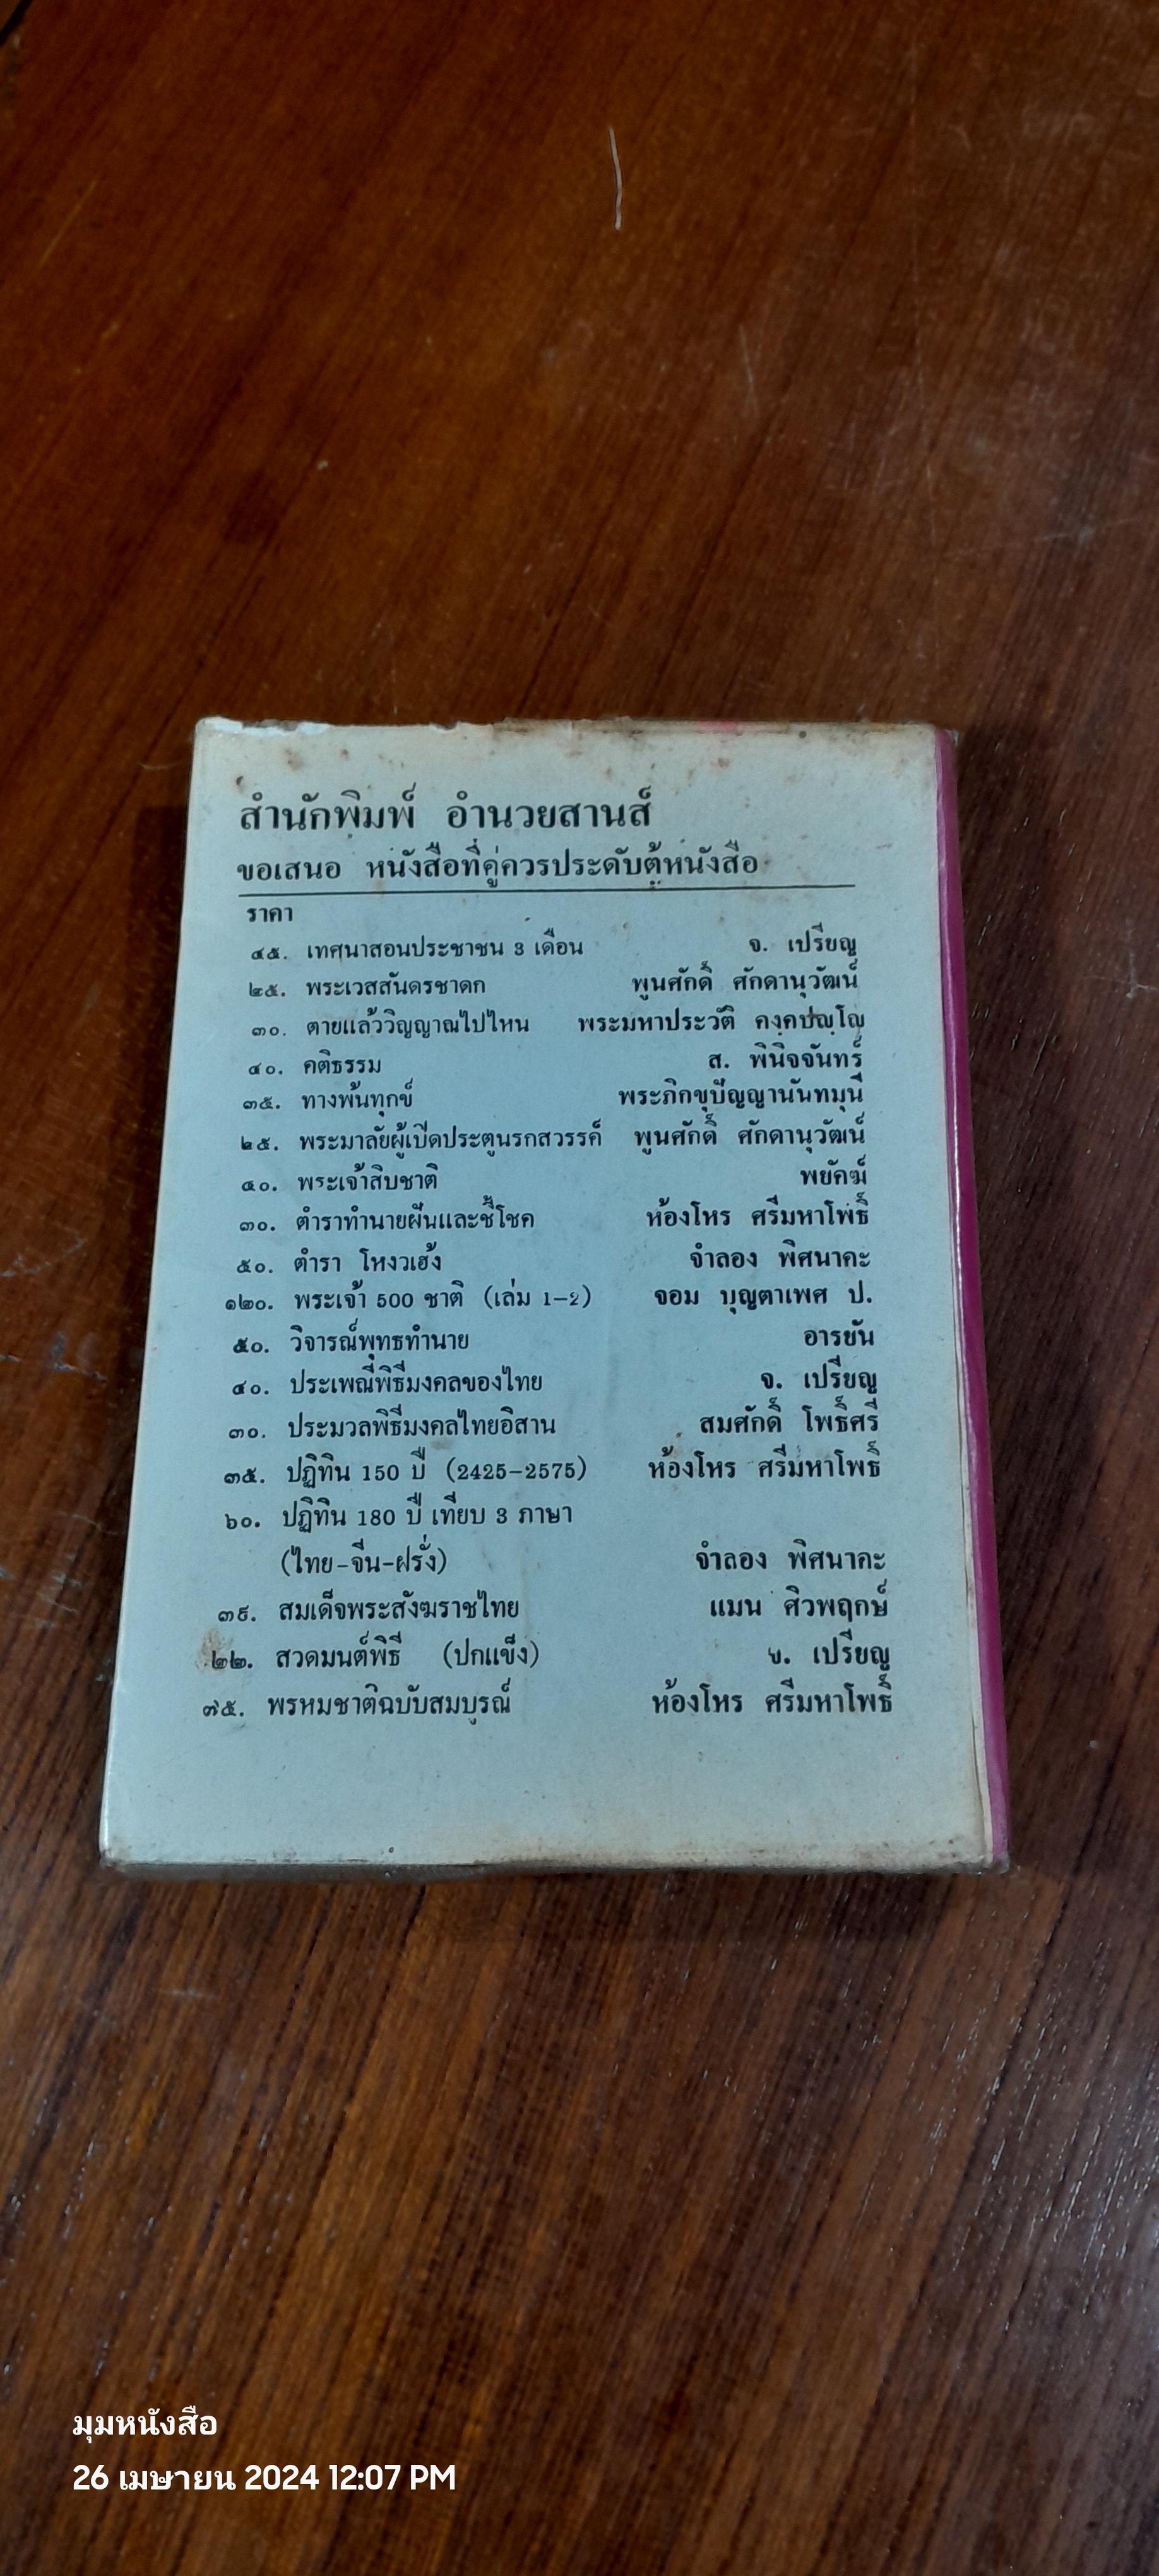 สำนักพิมพ์ อำนวยสานส์
ขอเสนอ หนังสือที่คู่ควรประดับตู้หนังสือ
ราคา
๔๕. เทศนาสอนประชาชน 3 เดือน จ. เปรียญ
๒๕. พระเวสสันดรชาดก พูนศักดิ์ ศักดานุวัฒน์
๓๐. ตายแล้ววิญญาณไปไหน พระมหาประวัติ คงฺคปญฺโญ
๔๐. คติธรรม ส. พินิจจันทร์
๓๕. ทางพ้นทุกข์ พระภิกขุปัญญานันทมุนี
๒๕. พระมาลัยผู้เปิดประตูนรกสวรรค์ พูนศักดิ์ ศักดานุวัฒน์
๔๐. พระเจ้าสิบชาติ พยัคฆ์
๓๐. ตำราทำนายฝันและชี้โชค ห้องโหร ศรีมหาโพธิ์
๕๐. ตำรา โหงวเฮ้ง จำลอง พิศนาคะ
๑๒๐. พระเจ้า 500 ชาติ (เล่ม 1–2) จอม บุญตาเพศ ป.
๕๐. วิจารณ์พุทธทำนาย อารยัน
๔๐. ประเพณีพิธีมงคลของไทย จ. เปรียญ
๓๐. ประมวลพิธีมงคลไทยอิสาน สมศักดิ์ โพธิ์ศรี
๓๕. ปฏิทิน 150 ปี (2425–2575) ห้องโหร ศรีมหาโพธิ์
๖๐. ปฏิทิน 180 ปี เทียบ 3 ภาษา
(ไทย–จีน–ฝรั่ง) จำลอง พิศนาคะ
๓๙. สมเด็จพระสังฆราชไทย แมน ศิวพฤกษ์
๒๒. สวดมนต์พิธี (ปกแข็ง) เปรียญ
๗๕. พรหมชาติฉบับสมบูรณ์ ห้องโหร ศรีมหาโพธิ์
มุมหนังสือ
26 เมษายน 2024 12:07 PM